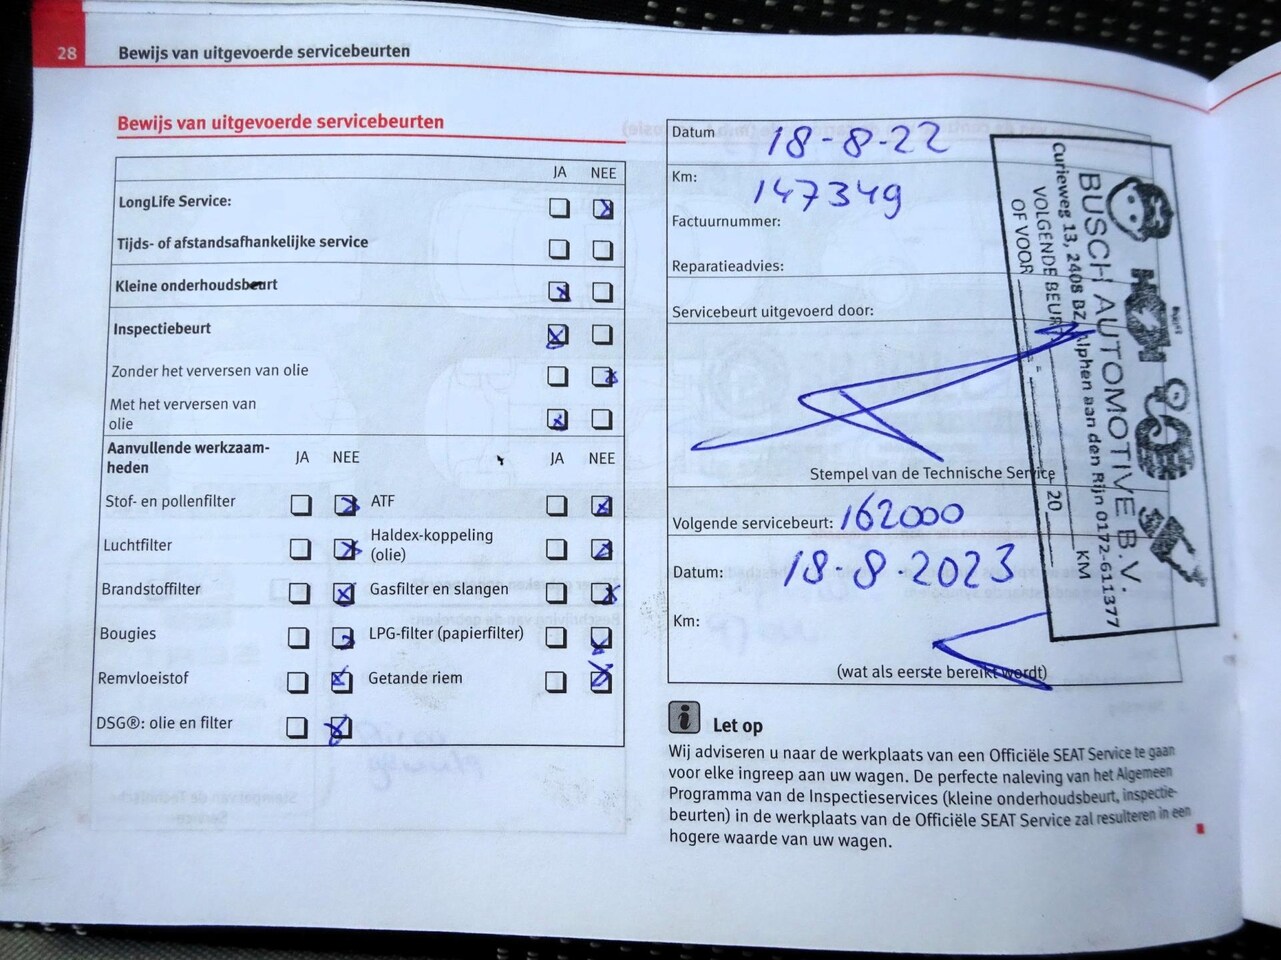 28 Bewijs van uitgevoerde servicebeurten
Bewijs van uitgevoerde servicebeurten
JA NEE
LongLife Service:
Tijds- of afstandsafhankelijke service
Kleine onderhoudsbeurt
Inspectiebeurt
Zonder het verversen van olie
Met het verversen van
olie
Aanvullende werkzaam-
heden
JA NEE JA NEE
Stof- en pollenfilter ATF
Luchtfilter Haldex-koppeling
(olie)
Brandstoffilter Gasfilter en slangen
Bougies LPG-filter (papierfilter)
Remvloeistof Getande riem
DSG®: olie en filter
Datum 18-8-22
Km: 147349
Factuurnummer:
Reparatieadvies:
Servicebeurt uitgevoerd door:
Stempel van de Technische Service
Volgende servicebeurt: 162000
Datum: 18-8-2023
Km:
(wat als eerste bereikt wordt)
BUSCH AUTOMOTIVE B.V.
Curieweg 13, 2408 BZ Alphen aan den Rijn 0172-611377
VOLGENDE BEURT KM
OF VOOR 20
Let op
Wij adviseren u naar de werkplaats van een Officiële SEAT Service te gaan
voor elke ingreep aan uw wagen. De perfecte naleving van het Algemeen
Programma van de Inspectieservices (kleine onderhoudsbeurt, inspectie-
beurten) in de werkplaats van de Officiële SEAT Service zal resulteren in een
hogere waarde van uw wagen.